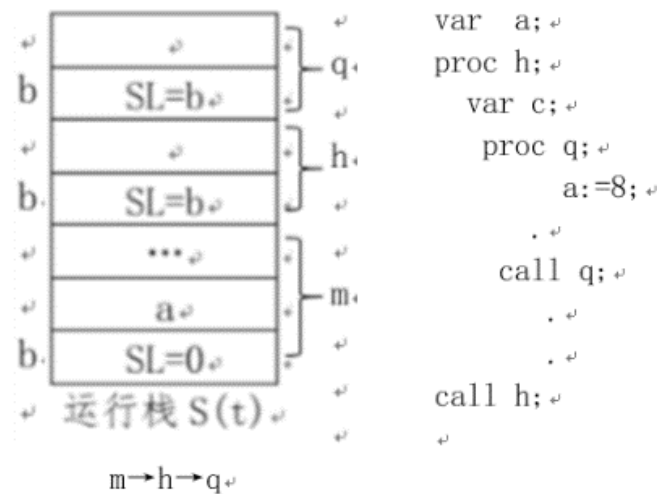 b
SL=b
q
h
b
SL=b
...
a
m
b
SL=0
运行栈 S(t)
m→h→q
var a;
proc h;
var c;
proc q;
a:=8;
.
call q;
.
.
call h;